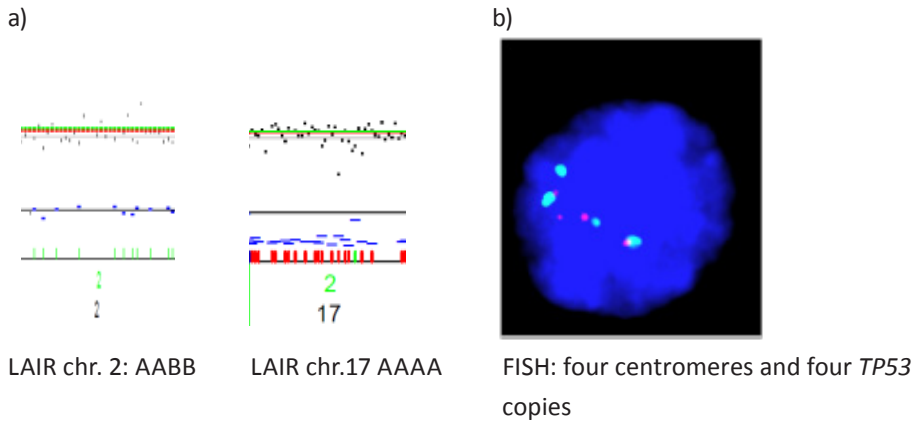 a)
b)
2
2
2
17
LAIR chr. 2: AABB
LAIR chr.17 AAAA
FISH: four centromeres and four TP53
copies